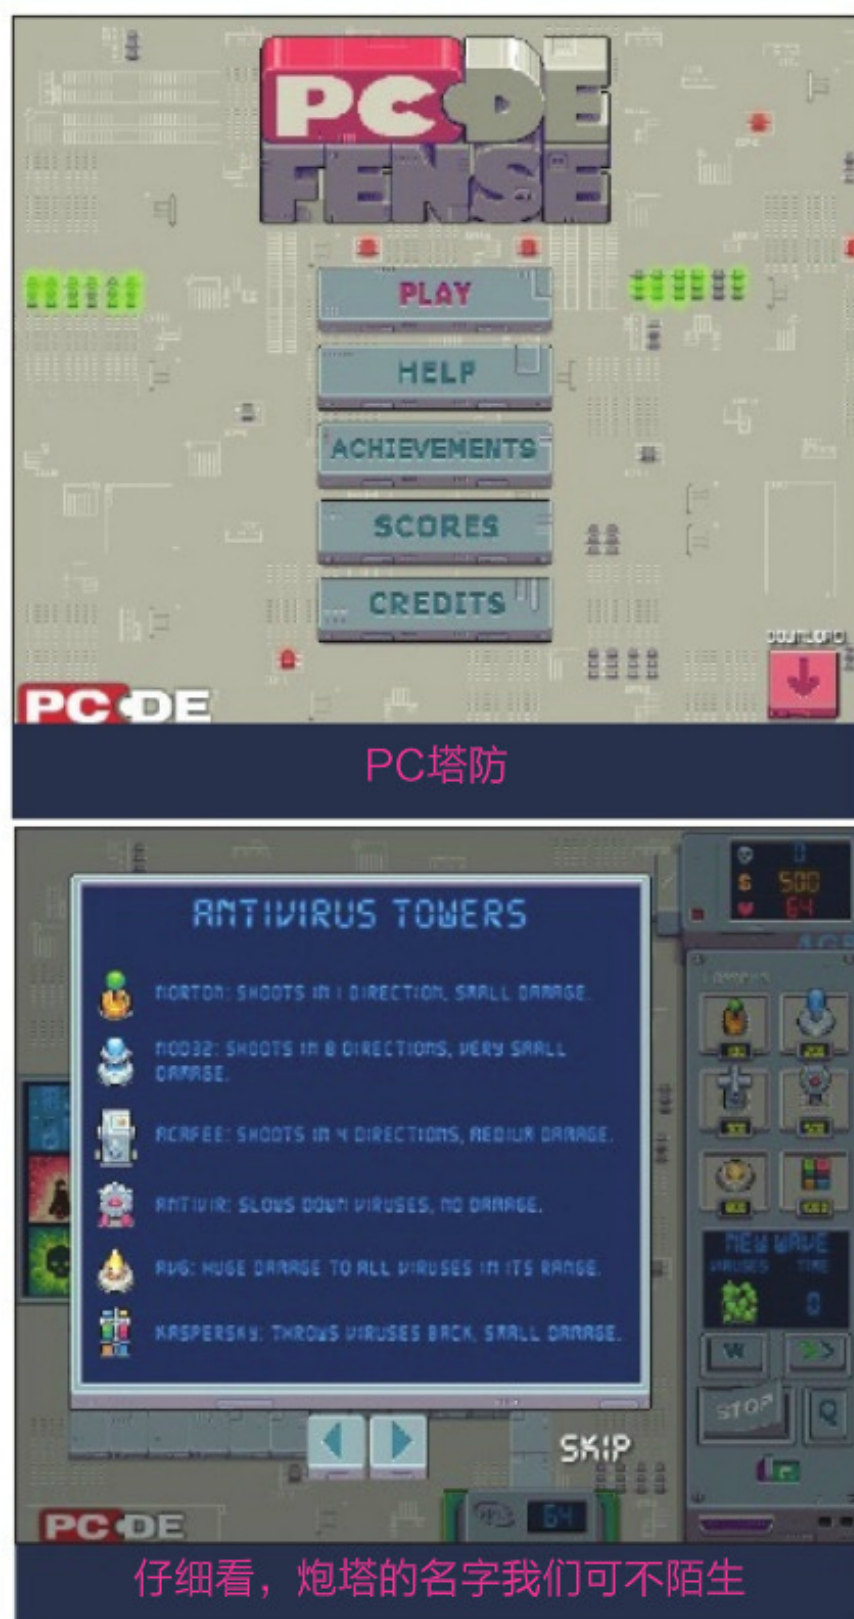 PC DE
FENSE
PLAY
HELP
ACHIEVEMENTS
SCORES
CREDITS
DOWNLOAD
PC DE
PC塔防
0
500
64
ANTIVIRUS TOWERS
NORTON: SHOOTS IN 1 DIRECTION, SMALL DAMAGE.
NOD32: SHOOTS IN 8 DIRECTIONS, VERY SMALL
DAMAGE.
ACAFEE: SHOOTS IN 4 DIRECTIONS, MEDIUM DAMAGE.
ANTIVIR: SLOWS DOWN VIRUSES, NO DAMAGE.
AVG: HUGE DAMAGE TO ALL VIRUSES IN ITS RANGE.
KASPERSKY: THROWS VIRUSES BACK, SMALL DAMAGE.
NEW WAVE
VIRUSES TIME
0
W
STOP
Q
SKIP
64
PC DE
仔细看，炮塔的名字我们可不陌生